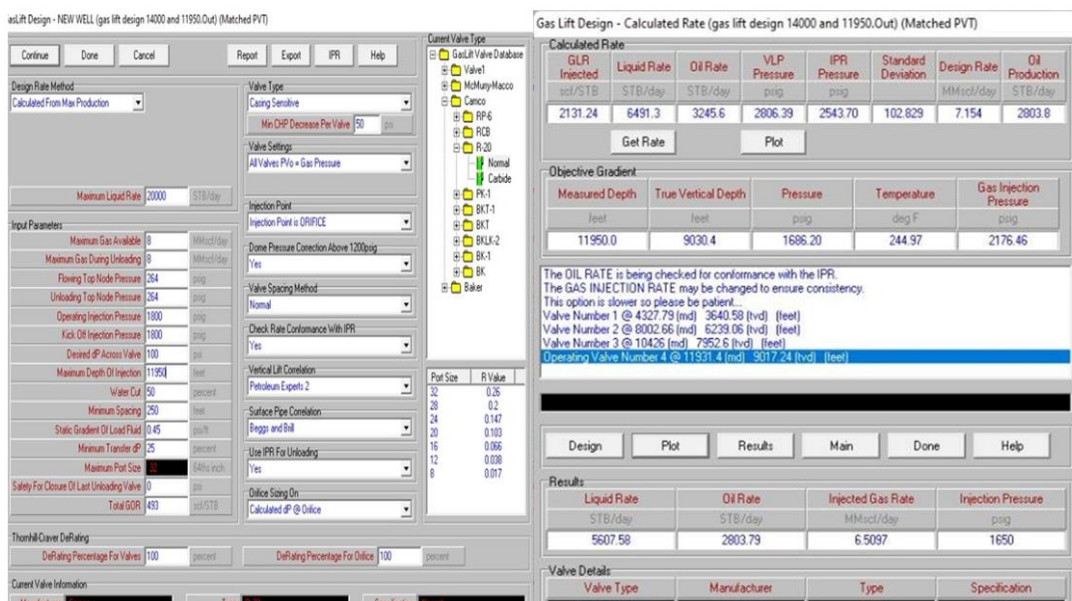 GasLift Design - NEW WELL (gas lift design 14000 and 11950.Out) (Matched PVT)
Continue Done Cancel Report Export IPR Help
Design Rate Method
Calculated From Max Production
Maximum Liquid Rate 20000 STB/day
Input Parameters
Maximum Gas Available 8 MMscf/day
Maximum Gas During Unloading 8 MMscf/day
Flowing Top Node Pressure 264 psig
Unloading Top Node Pressure 264 psig
Operating Injection Pressure 1800 psig
Kick Off Injection Pressure 1800 psig
Desired dP Across Valve 100 psi
Maximum Depth Of Injection 11950 feet
Water Cut 50 percent
Minimum Spacing 250 feet
Static Gradient Of Load Fluid 0.45 psi/ft
Minimum Transfer dP 25 percent
Maximum Port Size 32 64ths inch
Safety For Closure Of Last Unloading Valve 0 psi
Total GOR 493 scf/STB
Valve Type
Casing Sensitive
Min CHP Decrease Per Valve 50 psi
Valve Settings
All Valves PVo = Gas Pressure
Injection Point
Injection Point is ORIFICE
Dome Pressure Correction Above 1200psig
Yes
Valve Spacing Method
Normal
Check Rate Conformance With IPR
Yes
Vertical Lift Correlation
Petroleum Experts 2
Surface Pipe Correlation
Beggs and Brill
Use IPR For Unloading
Yes
Orifice Sizing On
Calculated dP @ Orifice
Current Valve Type
GasLift Valve Database
Valve1
McMurry-Macco
Camco
RP-6
RCB
R-20
Normal
Carbide
PK-1
BKT-1
BKT
BKLK-2
BK-1
BK
Baker
Port Size R Value
32 0.26
28 0.2
24 0.147
20 0.103
16 0.066
12 0.038
8 0.017
Thornhill-Craver DeRating
DeRating Percentage For Valves 100 percent DeRating Percentage For Orifice 100 percent
Current Valve Information
Gas Lift Design - Calculated Rate (gas lift design 14000 and 11950.Out) (Matched PVT)
Calculated Rate
GLR Injected Liquid Rate Oil Rate VLP Pressure IPR Pressure Standard Deviation Design Rate Oil Production
scf/STB STB/day STB/day psig psig MMscf/day STB/day
2131.24 6491.3 3245.6 2806.39 2543.70 102.829 7.154 2803.8
Get Rate Plot
Objective Gradient
Measured Depth True Vertical Depth Pressure Temperature Gas Injection Pressure
feet feet psig deg F psig
11950.0 9030.4 1686.20 244.97 2176.46
The OIL RATE is being checked for conformance with the IPR.
The GAS INJECTION RATE may be changed to ensure consistency.
This option is slower so please be patient...
Valve Number 1 @ 4327.79 (md) 3640.58 (tvd) (feet)
Valve Number 2 @ 8002.66 (md) 6239.06 (tvd) (feet)
Valve Number 3 @ 10426 (md) 7952.6 (tvd) (feet)
Operating Valve Number 4 @ 11931.4 (md) 9017.24 (tvd) (feet)
Design Plot Results Main Done Help
Results
Liquid Rate Oil Rate Injected Gas Rate Injection Pressure
STB/day STB/day MMscf/day psig
5607.58 2803.79 6.5097 1650
Valve Details
Valve Type Manufacturer Type Specification